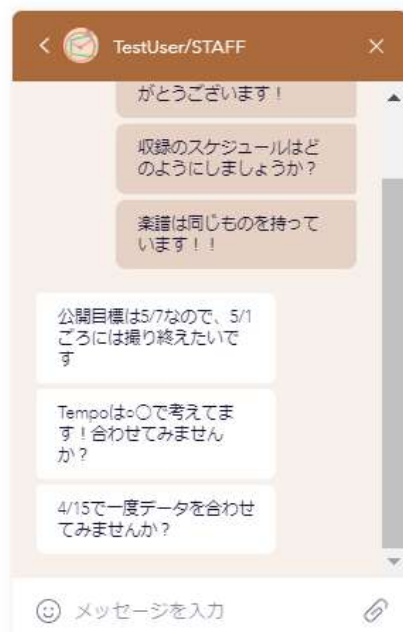 TestUser/STAFF
がとうございます！
収録のスケジュールはど
のようにしましょうか？
楽譜は同じものを持って
います！！
公開目標は5/7なので、5/1
ごろには撮り終えたいで
す
Tempoは○〇で考えてま
す！合わせてみません
か？
4/15で一度データを合わせ
てみませんか？
メッセージを入力